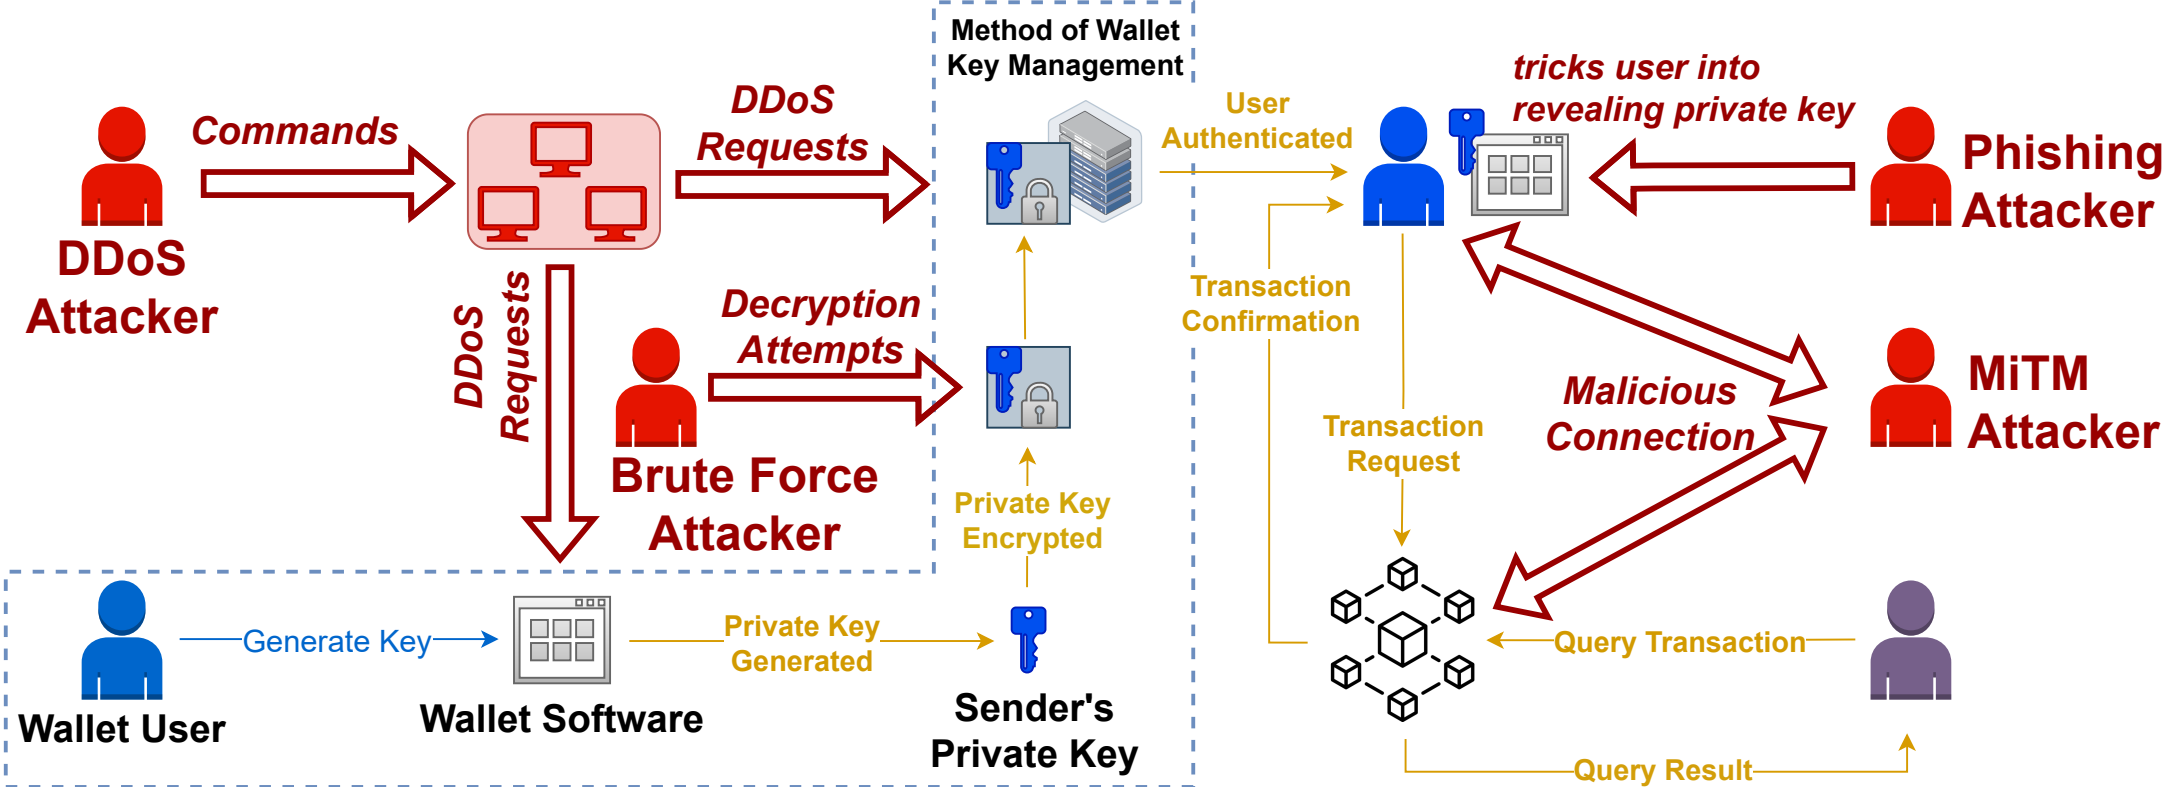 Method of Wallet
Key Management
Commands
DDoS
Requests
DDoS
Attacker
User
Authenticated
tricks user into
revealing private key
Phishing
Attacker
DDoS
Requests
Decryption
Attempts
Brute Force
Attacker
Transaction
Confirmation
Transaction
Request
Malicious
Connection
MiTM
Attacker
Private Key
Encrypted
Generate Key
Private Key
Generated
Wallet User
Wallet Software
Sender's
Private Key
Query Transaction
Query Result